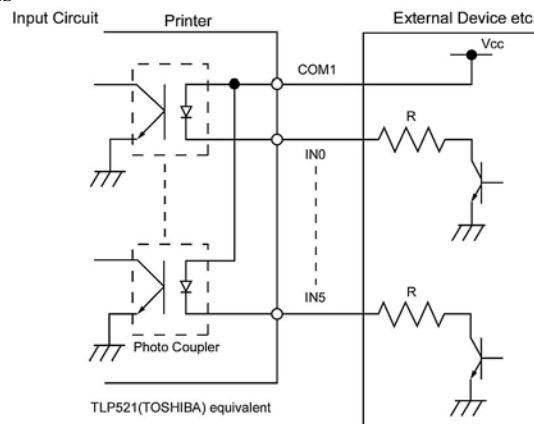 Input Circuit
Printer
External Device etc.
Vcc
COM1
R
IN0
R
IN5
Photo Coupler
TLP521(TOSHIBA) equivalent